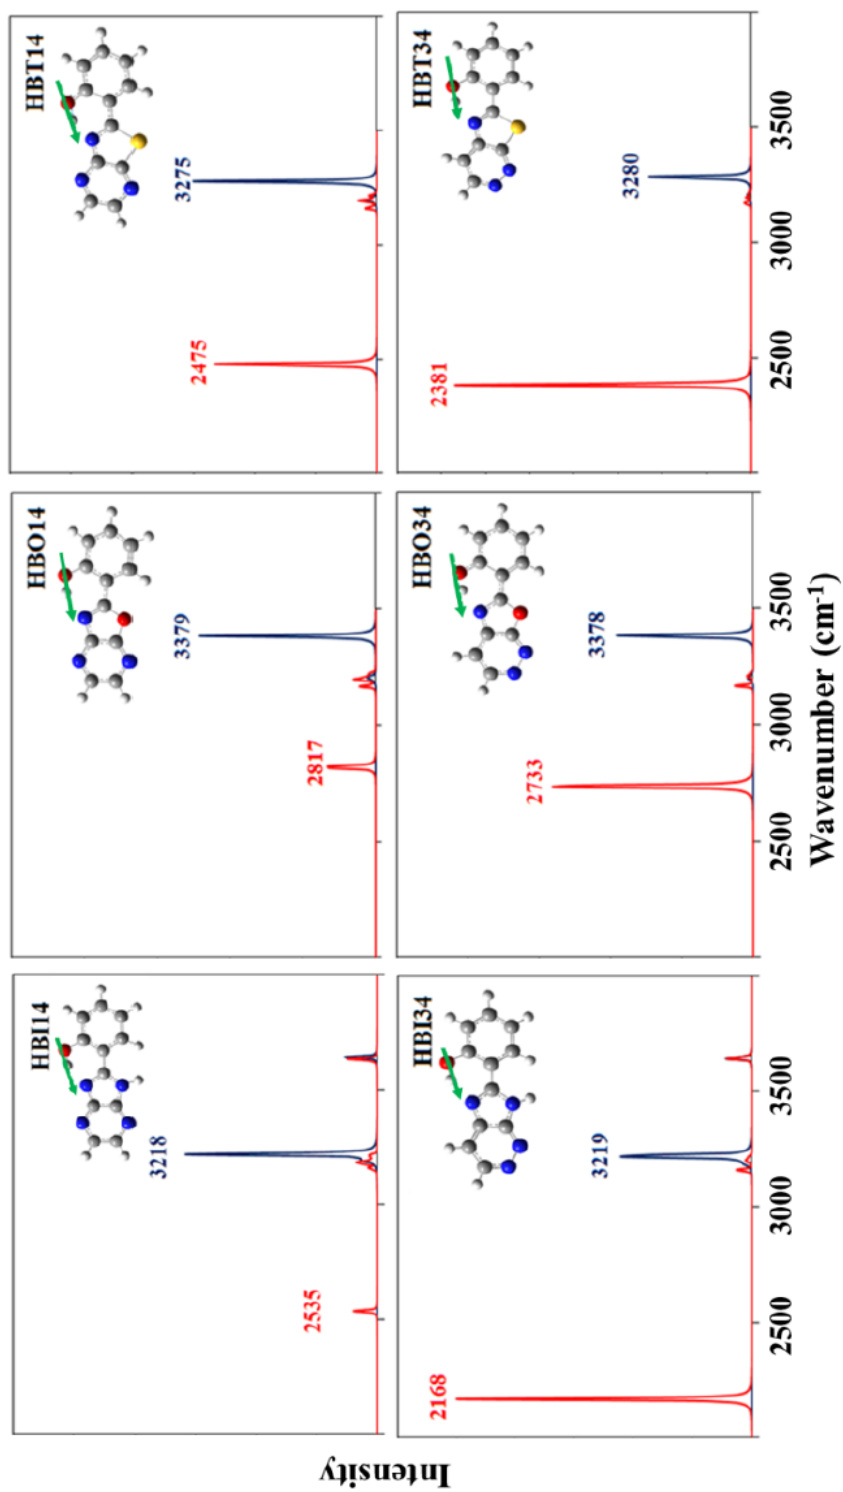 HBI14
3218
2535
HBO14
3379
2817
HBT14
3275
2475
HBI34
3219
2168
HBO34
3378
2733
HBT34
3280
2381
2500 3000 3500 2500 3000 3500 2500 3000 3500
Wavenumber (cm-1)
Intensity